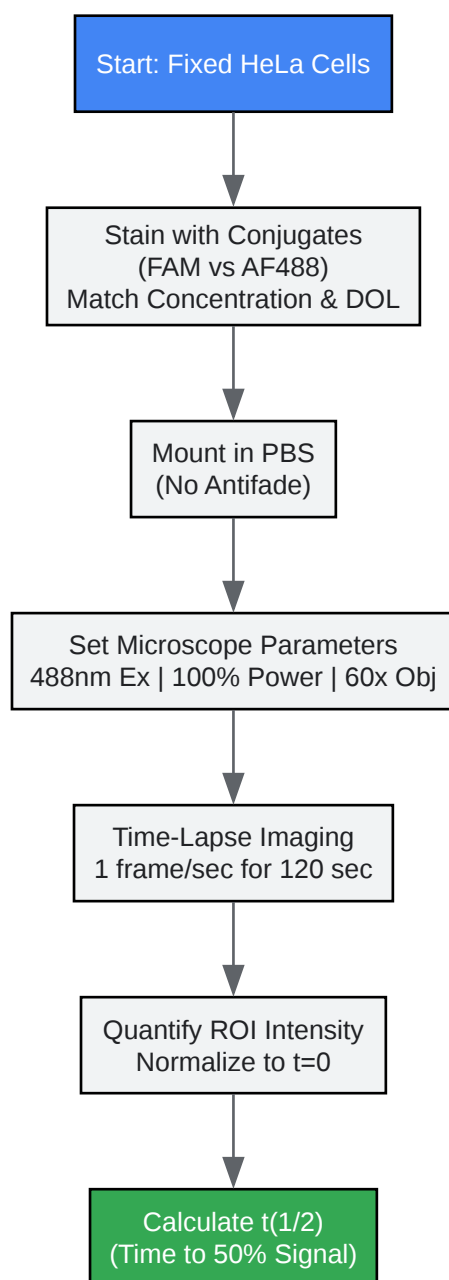 Start: Fixed HeLa Cells
Stain with Conjugates
(FAM vs AF488)
Match Concentration & DOL
Mount in PBS
(No Antifade)
Set Microscope Parameters
488nm Ex | 100% Power | 60x Obj
Time-Lapse Imaging
1 frame/sec for 120 sec
Quantify ROI Intensity
Normalize to t=0
Calculate t(1/2)
(Time to 50% Signal)